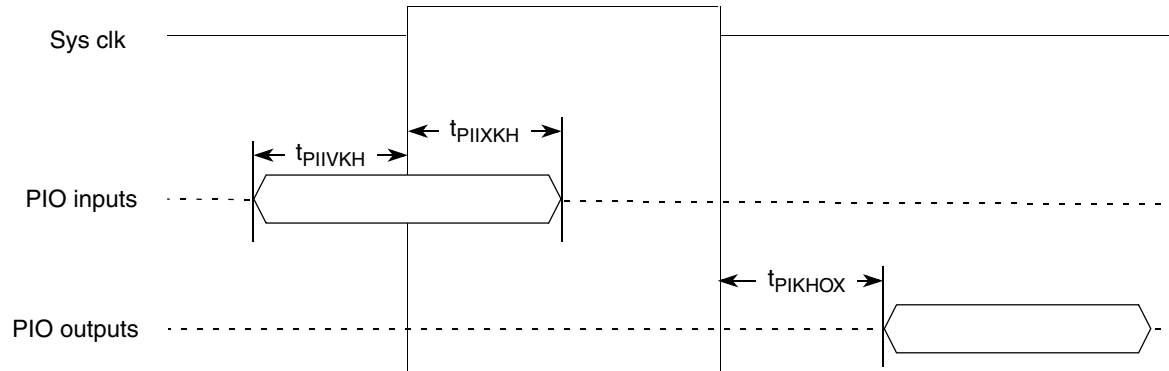 Sys clk
tPIIXKH
tPIIVKH
PIO inputs
tPIKHOX
PIO outputs